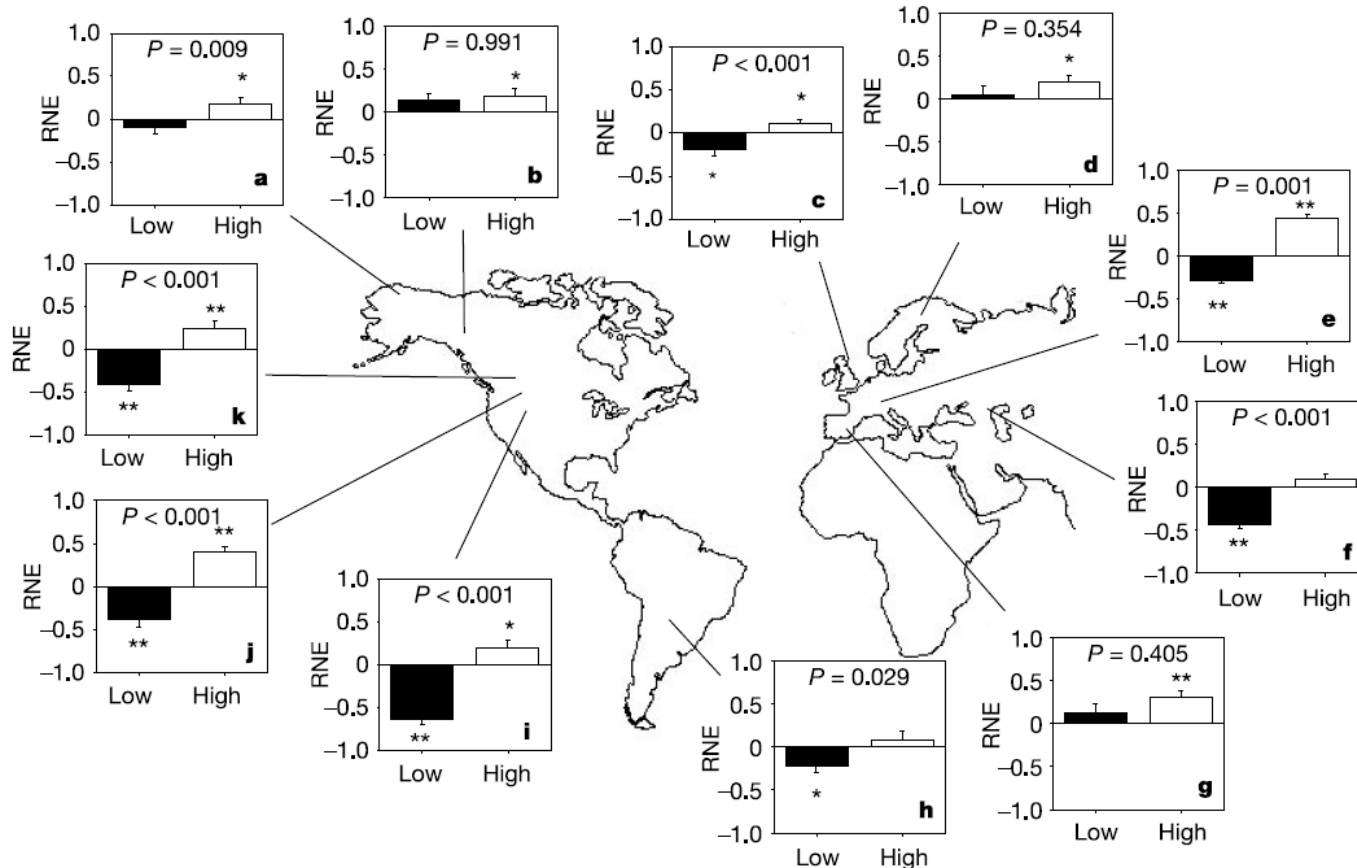 1.0
0.5
0
−0.5
−1.0
RNE
P = 0.009
*
a
Low High
1.0
0.5
0
−0.5
−1.0
RNE
P = 0.991
*
b
Low High
1.0
0.5
0
−0.5
−1.0
RNE
P < 0.001
*
*
c
Low High
1.0
0.5
0
−0.5
−1.0
RNE
P = 0.354
*
d
Low High
1.0
0.5
0
−0.5
−1.0
RNE
P = 0.001
**
**
e
Low High
1.0
0.5
0
−0.5
−1.0
RNE
P < 0.001
**
f
Low High
1.0
0.5
0
−0.5
−1.0
RNE
P = 0.405
**
g
Low High
1.0
0.5
0
−0.5
−1.0
RNE
P = 0.029
*
h
Low High
1.0
0.5
0
−0.5
−1.0
RNE
P < 0.001
*
**
i
Low High
1.0
0.5
0
−0.5
−1.0
RNE
P < 0.001
**
**
j
Low High
1.0
0.5
0
−0.5
−1.0
RNE
P < 0.001
**
**
k
Low High